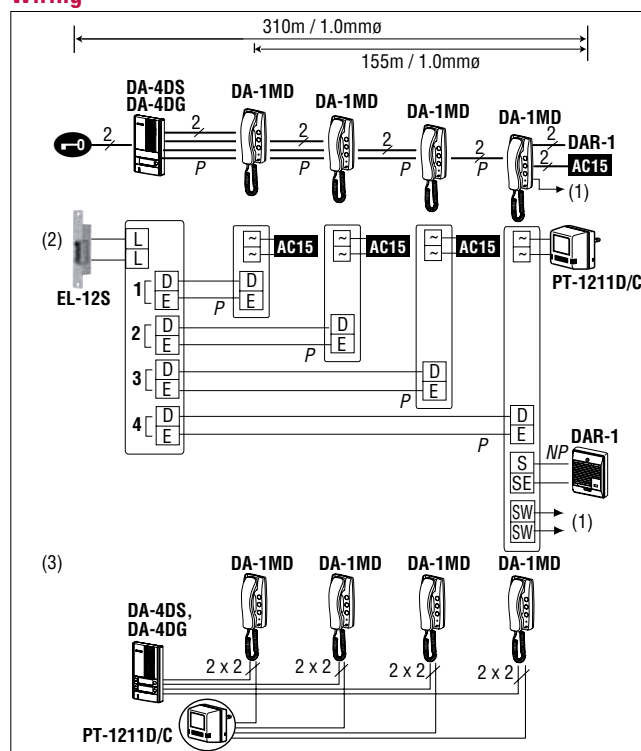 Wiring
310m / 1.0mmø
155m / 1.0mmø
DA-4DS
DA-4DG
DA-1MD
DA-1MD
DA-1MD
DA-1MD
2
2
2
2
2
2
DAR-1
2
AC15
P
P
P
P
(1)
(2)
EL-12S
L
L
~
~
AC15
~
~
AC15
~
~
AC15
~
~
PT-1211D/C
1
D
E
P
D
E
2
D
E
P
D
E
3
D
E
P
D
E
4
D
E
P
D
E
DAR-1
S
SE
NP
SW
SW
(1)
(3)
DA-1MD
DA-1MD
DA-1MD
DA-1MD
DA-4DS,
DA-4DG
2 x 2
2 x 2
2 x 2
2 x 2
PT-1211D/C